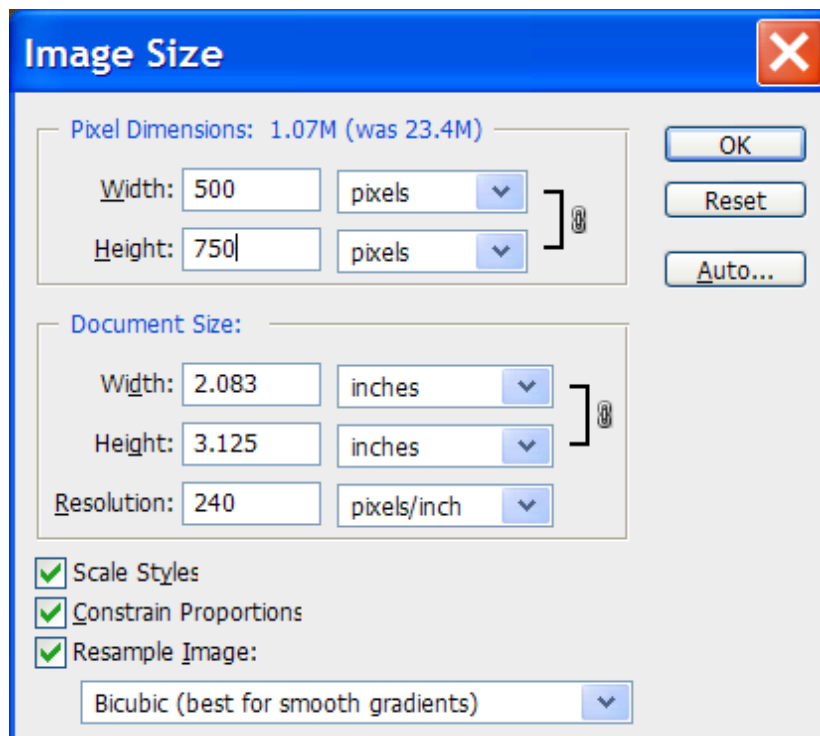 Image Size
Pixel Dimensions: 1.07M (was 23.4M)
OK
Width: 500 pixels
Reset
Height: 750 pixels
Auto...
Document Size:
Width: 2.083 inches
Height: 3.125 inches
Resolution: 240 pixels/inch
Scale Styles
Constrain Proportions
Resample Image:
Bicubic (best for smooth gradients)